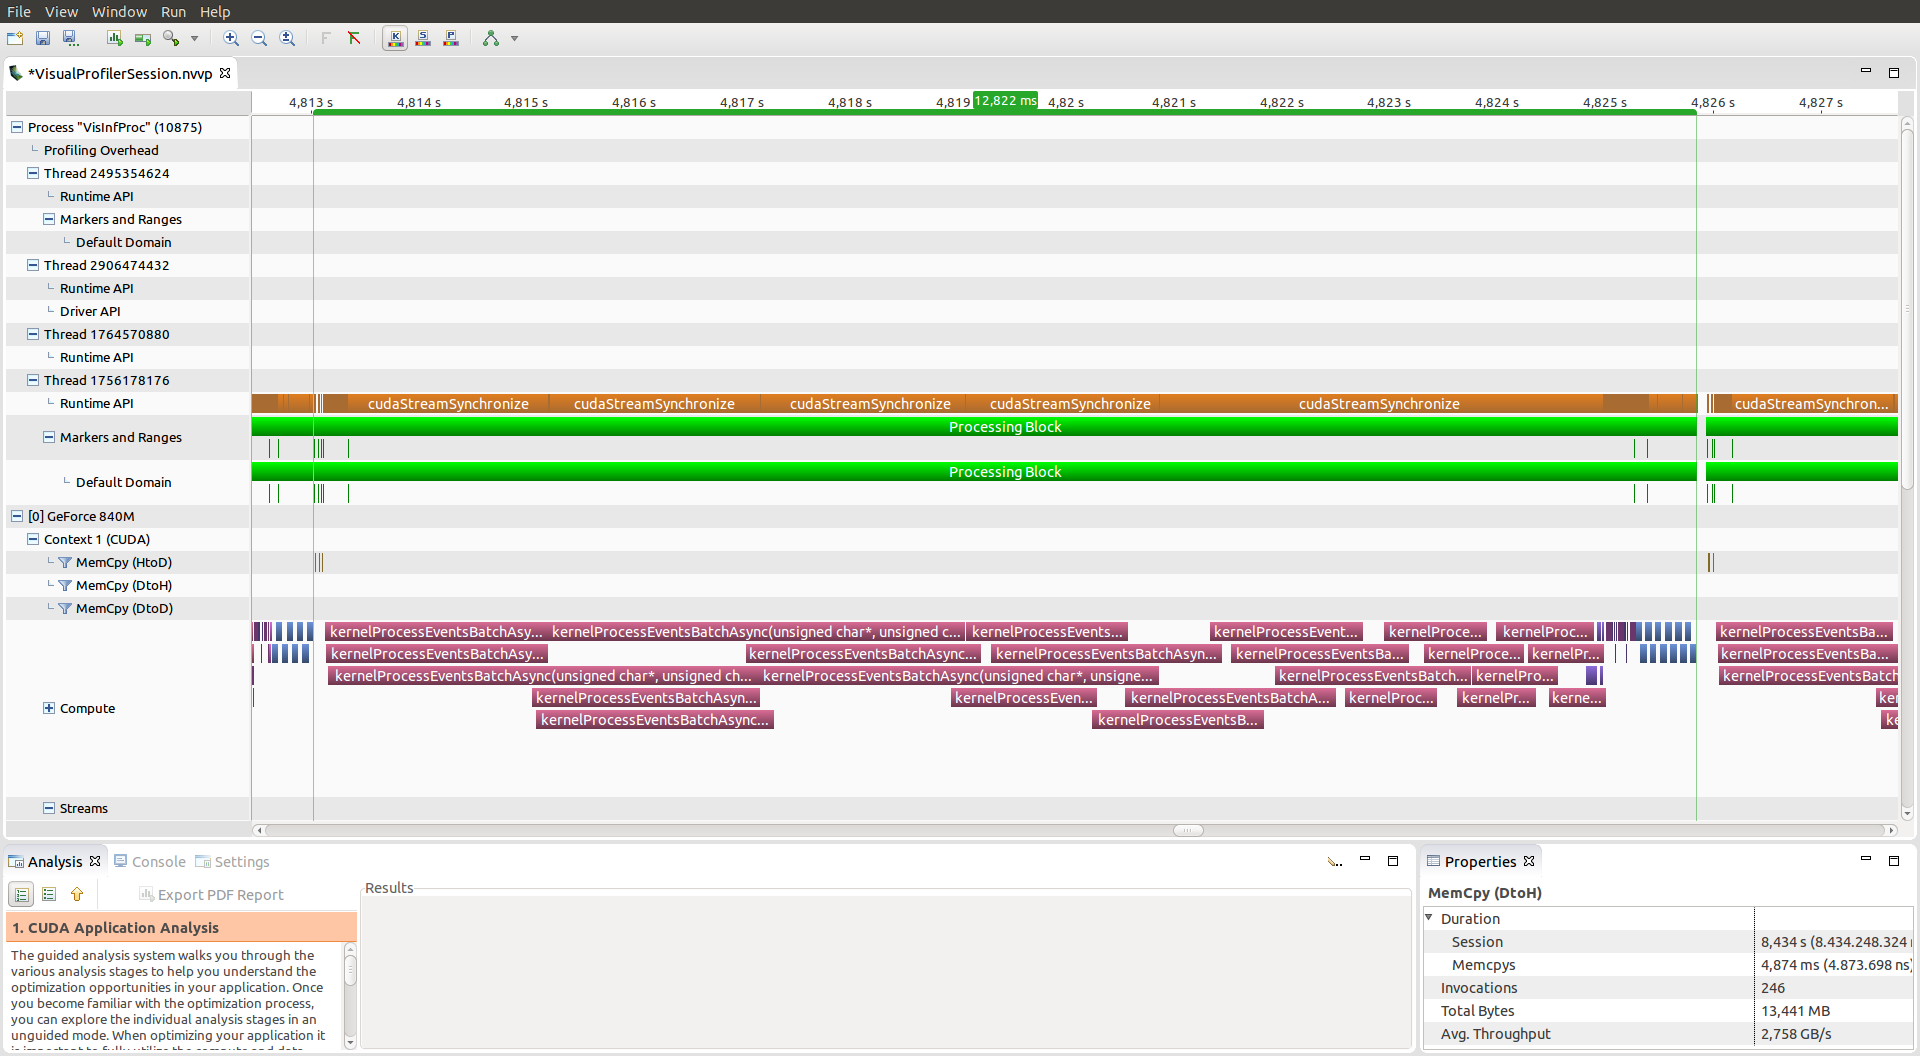 File View Window Run Help
*VisualProfilerSession.nvvp
4,813 s 4,814 s 4,815 s 4,816 s 4,817 s 4,818 s 4,819 12,822 ms 4,82 s 4,821 s 4,822 s 4,823 s 4,824 s 4,825 s 4,826 s 4,827 s
Process "VisInfProc" (10875)
Profiling Overhead
Thread 2495354624
Runtime API
Markers and Ranges
Default Domain
Thread 2906474432
Runtime API
Driver API
Thread 1764570880
Runtime API
Thread 1756178176
Runtime API cudaStreamSynchronize cudaStreamSynchronize cudaStreamSynchronize cudaStreamSynchronize cudaStreamSynchronize cudaStreamSynchron...
Processing Block
Markers and Ranges
Processing Block
Default Domain
[0] GeForce 840M
Context 1 (CUDA)
MemCpy (HtoD)
MemCpy (DtoH)
MemCpy (DtoD)
kernelProcessEventsBatchAsy... kernelProcessEventsBatchAsync(unsigned char*, unsigned c... kernelProcessEvents... kernelProcessEvent... kernelProce... kernelProc... kernelProcessEventsBa...
kernelProcessEventsBatchAsy... kernelProcessEventsBatchAsync... kernelProcessEventsBatchAsyn... kernelProcessEventsBa... kernelProce... kernelPr... kernelProcessEventsBa...
kernelProcessEventsBatchAsync(unsigned char*, unsigned ch... kernelProcessEventsBatchAsync(unsigned char*, unsigne... kernelProcessEventsBatch... kernelProc... kernelProcessEventsBatch
kernelProcessEventsBatchAsyn... kernelProcessEven... kernelProcessEventsBatchA... kernelProc... kernelPr... kerne... ker
Compute
kernelProcessEventsBatchAsync... kernelProcessEventsB... ke
Streams
Analysis Console Settings
Export PDF Report
1. CUDA Application Analysis
The guided analysis system walks you through the
various analysis stages to help you understand the
optimization opportunities in your application. Once
you become familiar with the optimization process,
you can explore the individual analysis stages in an
unguided mode. When optimizing your application it
Results
Properties
MemCpy (DtoH)
Duration
Session 8,434 s (8.434.248.324
Memcpys 4,874 ms (4.873.698 ns)
Invocations 246
Total Bytes 13,441 MB
Avg. Throughput 2,758 GB/s